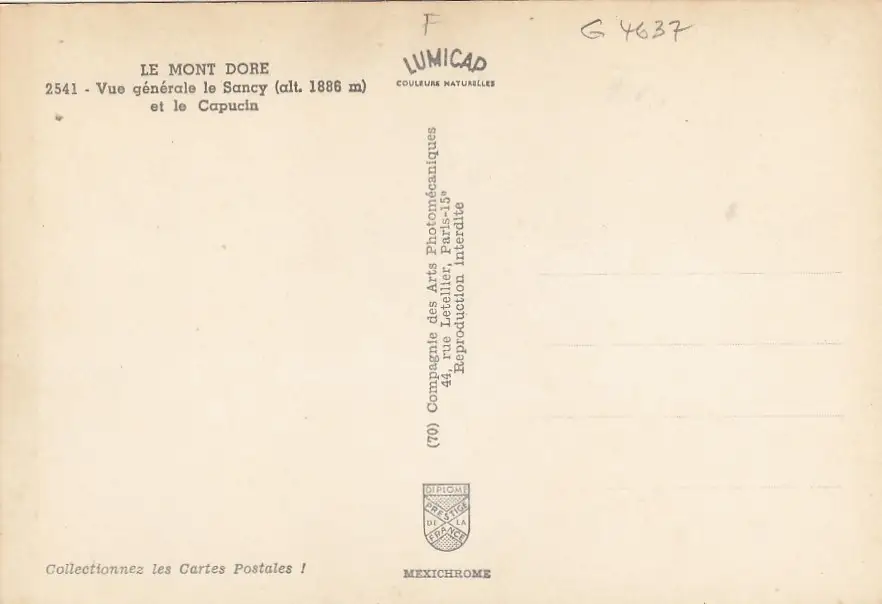 F
G 4637
LE MONT DORE
2541 - Vue générale le Sancy (alt. 1886 m)
et le Capucin
LUMICAP
COULEURS NATURELLES
(70) Compagnie des Arts Photomécaniques
44, rue Letellier, Paris-15e
Reproduction interdite
DIPLOME
PRESTIGE
DE LA
FRANCE
Collectionnez les Cartes Postales !
MEXICHROME